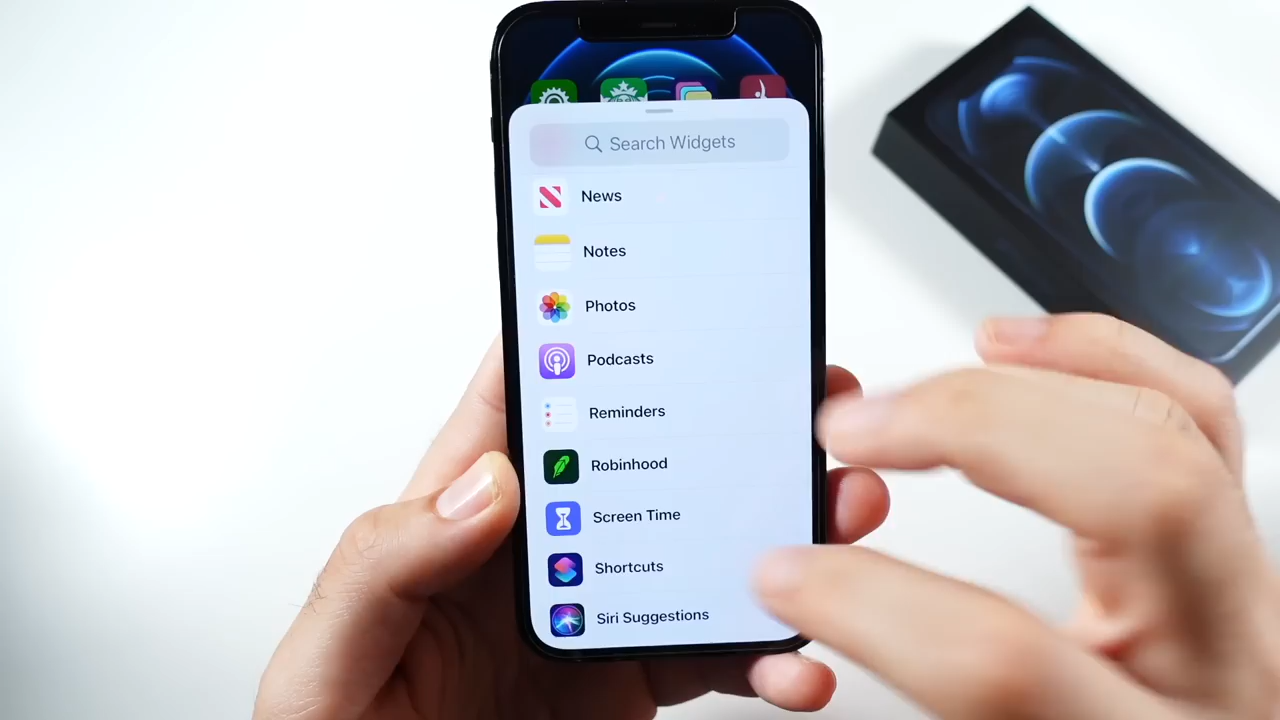 Search Widgets
News
Notes
Photos
Podcasts
Reminders
Robinhood
Screen Time
Shortcuts
Siri Suggestions